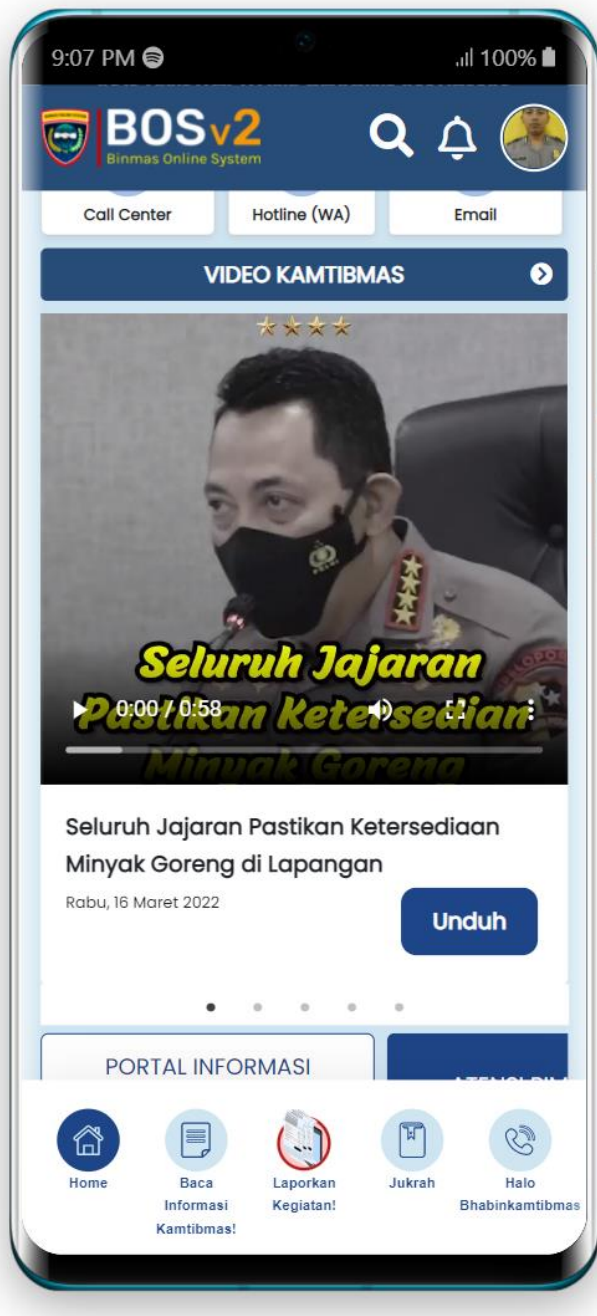 9:07 PM
100%
BOSv2
Binmas Online System
Call Center
Hotline (WA)
Email
VIDEO KAMTIBMAS
Seluruh Jajaran
Pastikan Ketersedian
Minyak Goreng
0:00 / 0:58
Seluruh Jajaran Pastikan Ketersediaan
Minyak Goreng di Lapangan
Rabu, 16 Maret 2022
Unduh
PORTAL INFORMASI
Home
Baca
Informasi
Kamtibmas!
Laporkan
Kegiatan!
Jukrah
Halo
Bhabinkamtibmas